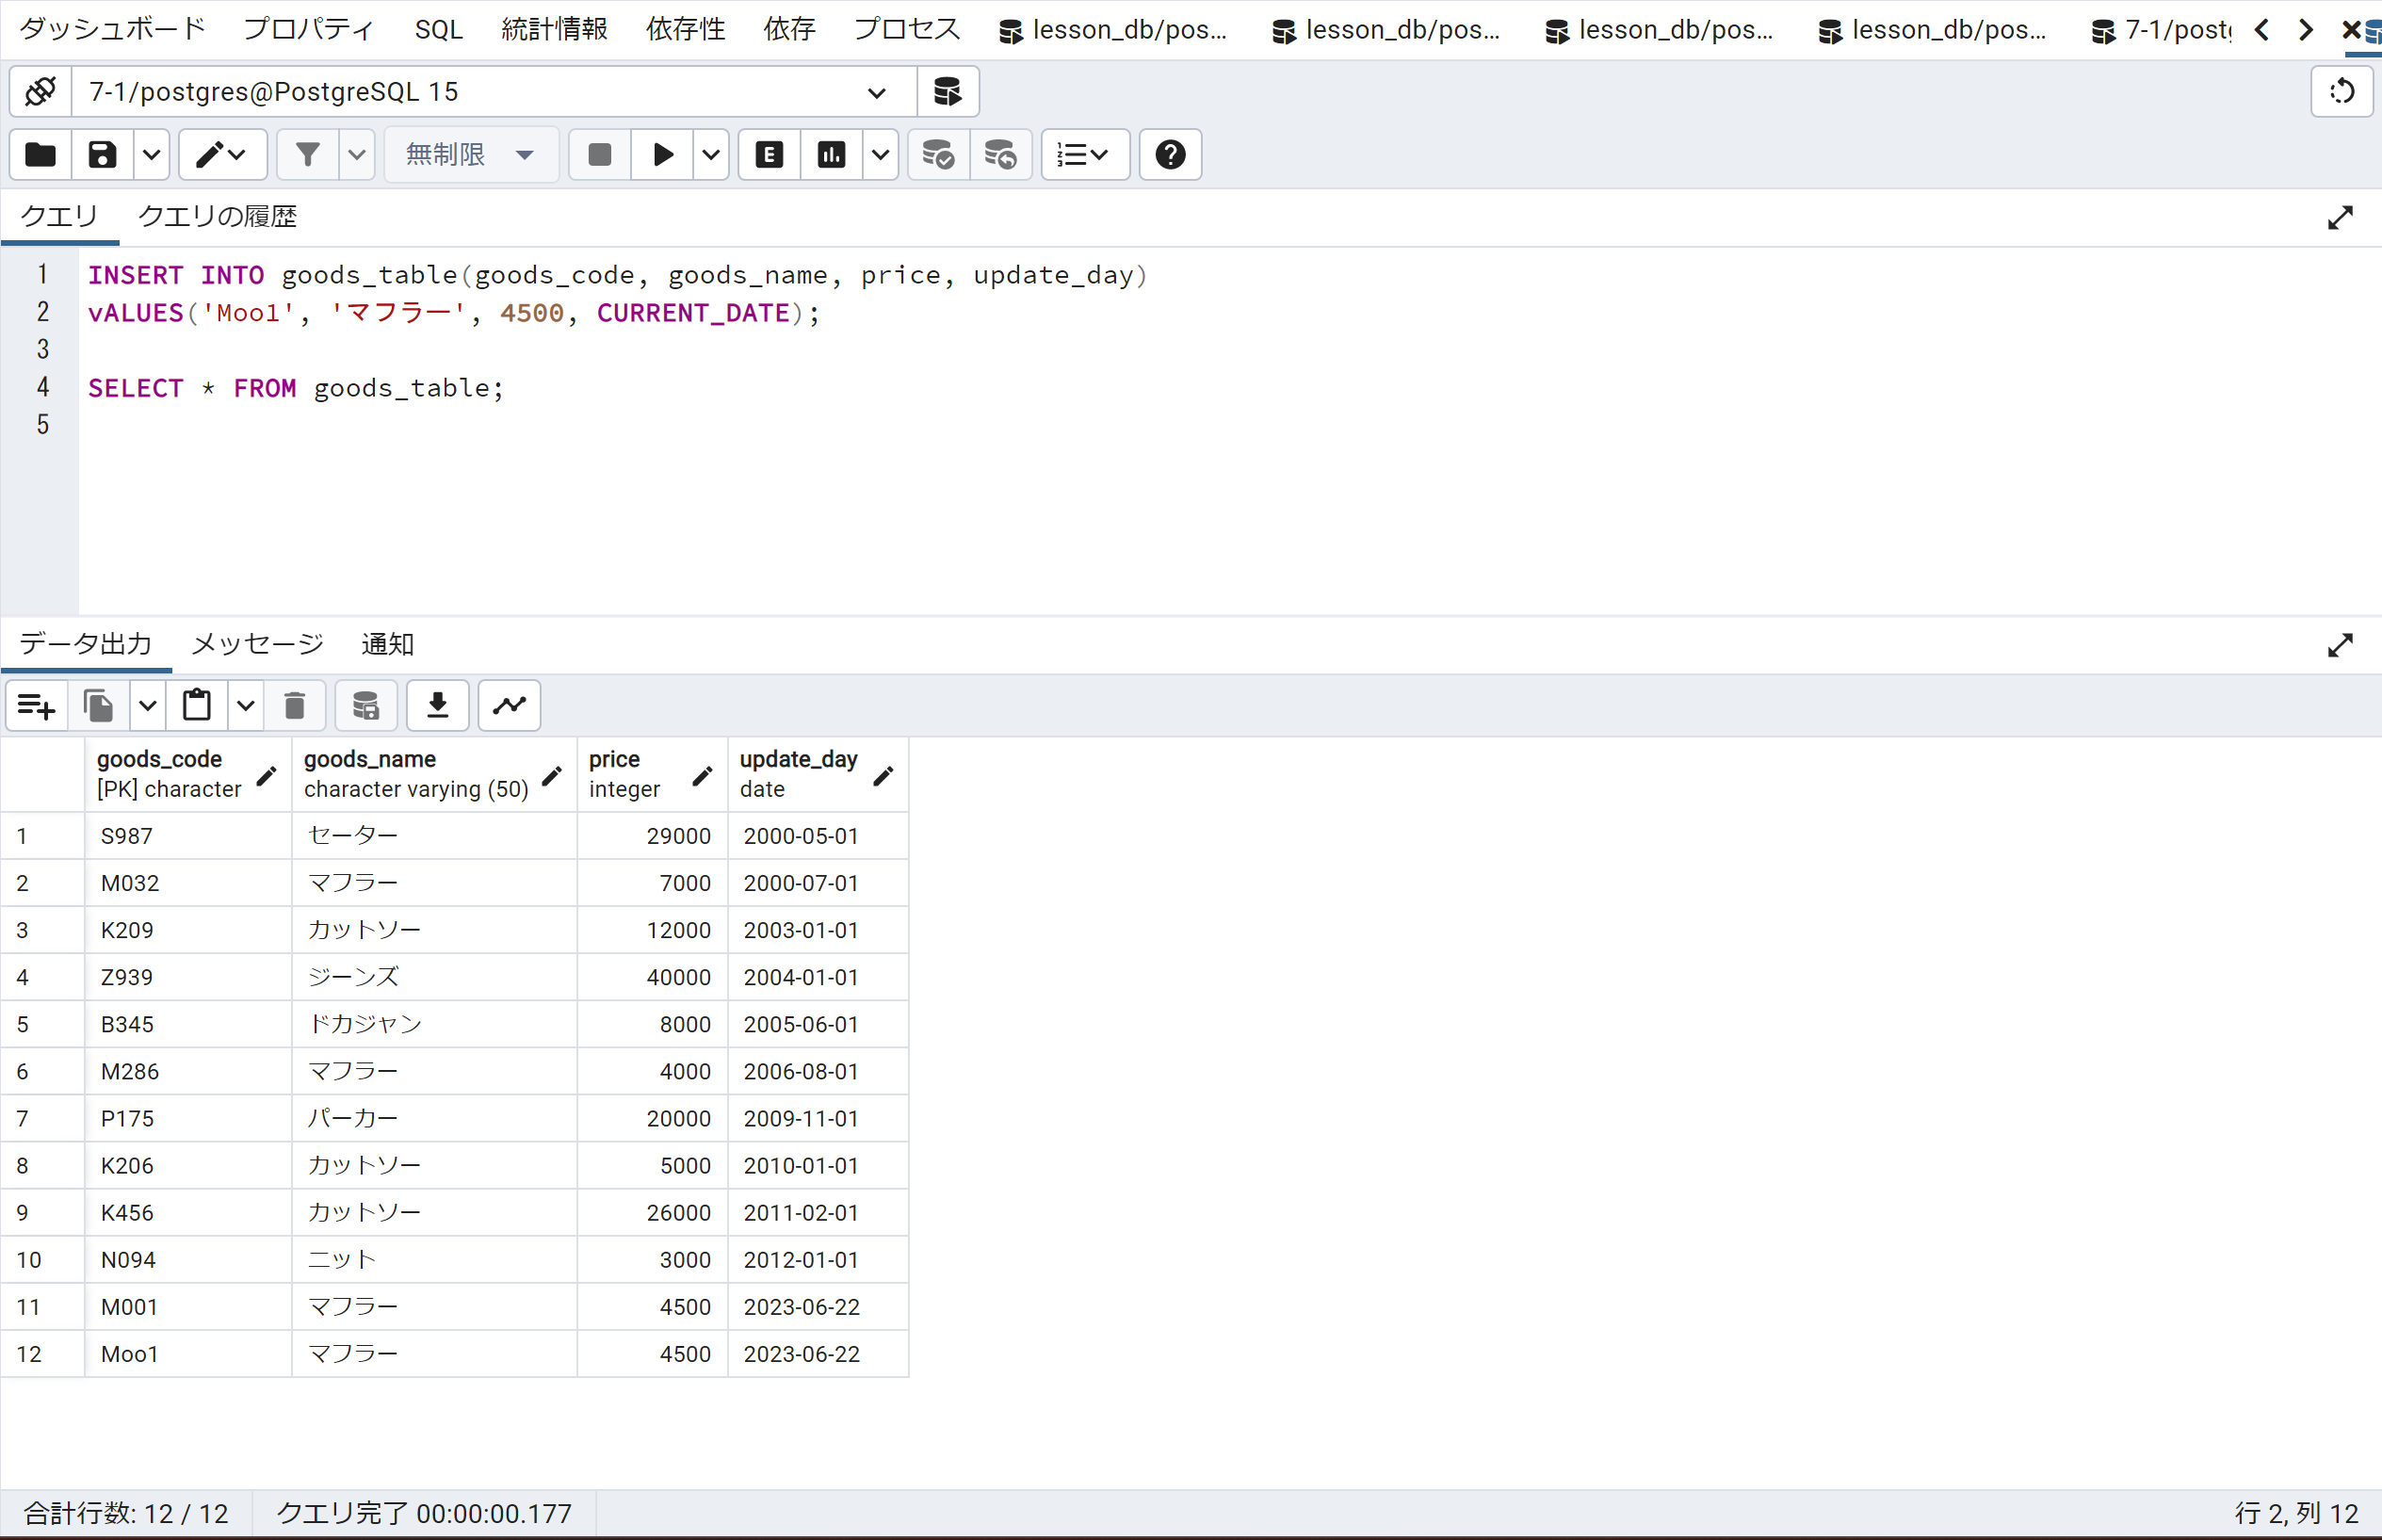 ダッシュボード プロパティ SQL 統計情報 依存性 依存 プロセス lesson_db/pos... lesson_db/pos... lesson_db/pos... lesson_db/pos... 7-1/postg
7-1/postgres@PostgreSQL 15
無制限 E
クエリ クエリの履歴
1 INSERT INTO goods_table(goods_code, goods_name, price, update_day)
2 vALUES('Moo1', 'マフラー', 4500, CURRENT_DATE);
3
4 SELECT * FROM goods_table;
5
データ出力 メッセージ 通知
goods_code goods_name price update_day
[PK] character character varying (50) integer date
1 S987 セーター 29000 2000-05-01
2 M032 マフラー 7000 2000-07-01
3 K209 カットソー 12000 2003-01-01
4 Z939 ジーンズ 40000 2004-01-01
5 B345 ドカジャン 8000 2005-06-01
6 M286 マフラー 4000 2006-08-01
7 P175 パーカー 20000 2009-11-01
8 K206 カットソー 5000 2010-01-01
9 K456 カットソー 26000 2011-02-01
10 N094 ニット 3000 2012-01-01
11 M001 マフラー 4500 2023-06-22
12 Moo1 マフラー 4500 2023-06-22
合計行数: 12 / 12 クエリ完了 00:00:00.177 行 2, 列 12